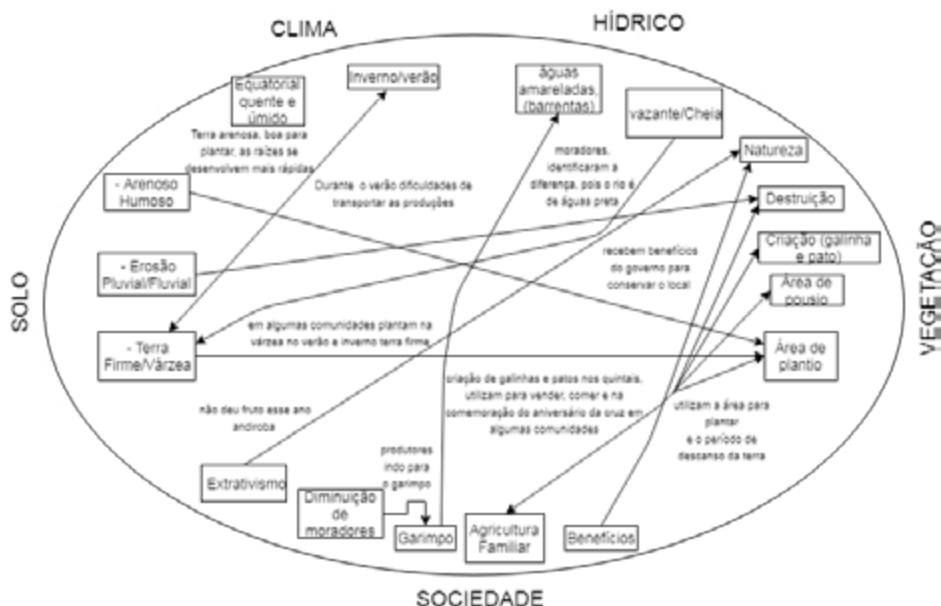 CLIMA
HÍDRICO
Equatorial
quente e
úmido
Inverno/verão
águas
amareladas,
(barrentas)
vazante/Cheia
Terra arenosa, boa para
plantar, as raízes se
desenvolvem mais rápidas
moradores,
identificaram a
diferença, pois o rio é
de águas preta
Natureza
- Arenoso
Humoso
Durante o verão dificuldades de
transportar as produções
Destruição
Criação (galinha
e pato)
- Erosão
Pluvial/Fluvial
recebem benefícios
do governo para
conservar o local
Área de
pousio
SOLO
VEGETAÇÃO
em algumas comunidades plantam na
várzea no verão e inverno terra firme
- Terra
Firme/Várzea
Área de
plantio
criação de galinhas e patos nos quintais,
utilizam para vender, comer e na
comemoração do aniversário da cruz em
algumas comunidades
não deu fruto esse ano
andiroba
utilizam a área para
plantar
e o período de
descanso da terra
produtores
indo para
o garimpo
Extrativismo
Diminuição
de
moradores
Garimpo
Agricultura
Familiar
Benefícios
SOCIEDADE